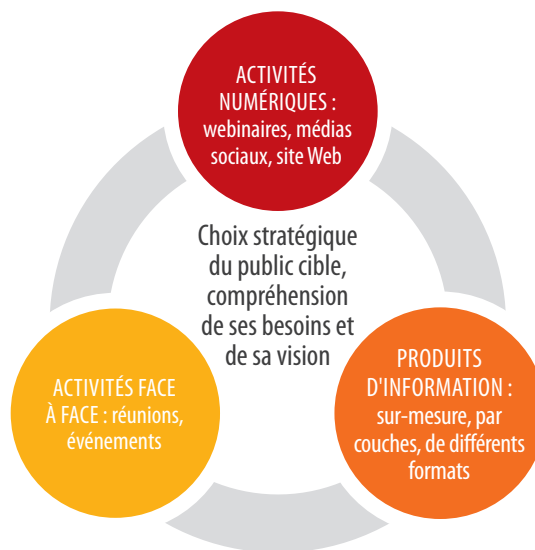 ACTIVITÉS
NUMÉRIQUES :
webinaires, médias
sociaux, site Web
Choix stratégique
du public cible,
compréhension
de ses besoins et
de sa vision
ACTIVITÉS FACE
À FACE : réunions,
événements
PRODUITS
D'INFORMATION :
sur-mesure, par
couches, de différents
formats